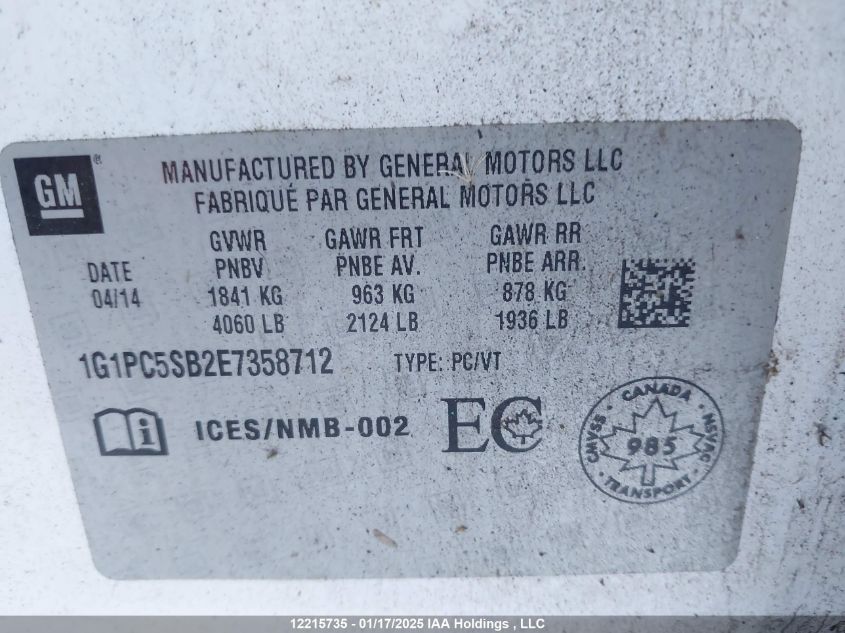 GM®
MANUFACTURED BY GENERAL MOTORS LLC
FABRIQUÉ PAR GENERAL MOTORS LLC
GVWR GAWR FRT GAWR RR
DATE PNBV PNBE AV. PNBE ARR.
04/14 1841 KG 963 KG 878 KG
4060 LB 2124 LB 1936 LB
1G1PC5SB2E7358712 TYPE: PC/VT
i ICES/NMB-002 EC
CANADA
CMVSS 985 NSVAC
TRANSPORT
12215735 - 01/17/2025 IAA Holdings , LLC